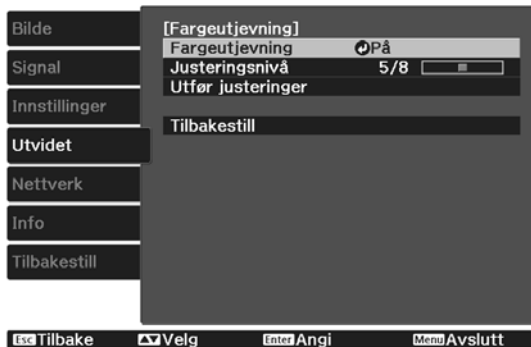 Bilde
Signal
Innstillinger
Utvidet
Nettverk
Info
Tilbakestill
[Fargeutjevning]
Fargeutjevning På
Justeringsnivå 5/8
Utfør justeringer
Tilbakestill
Esc Tilbake Velg Enter Angi Menu Avslutt